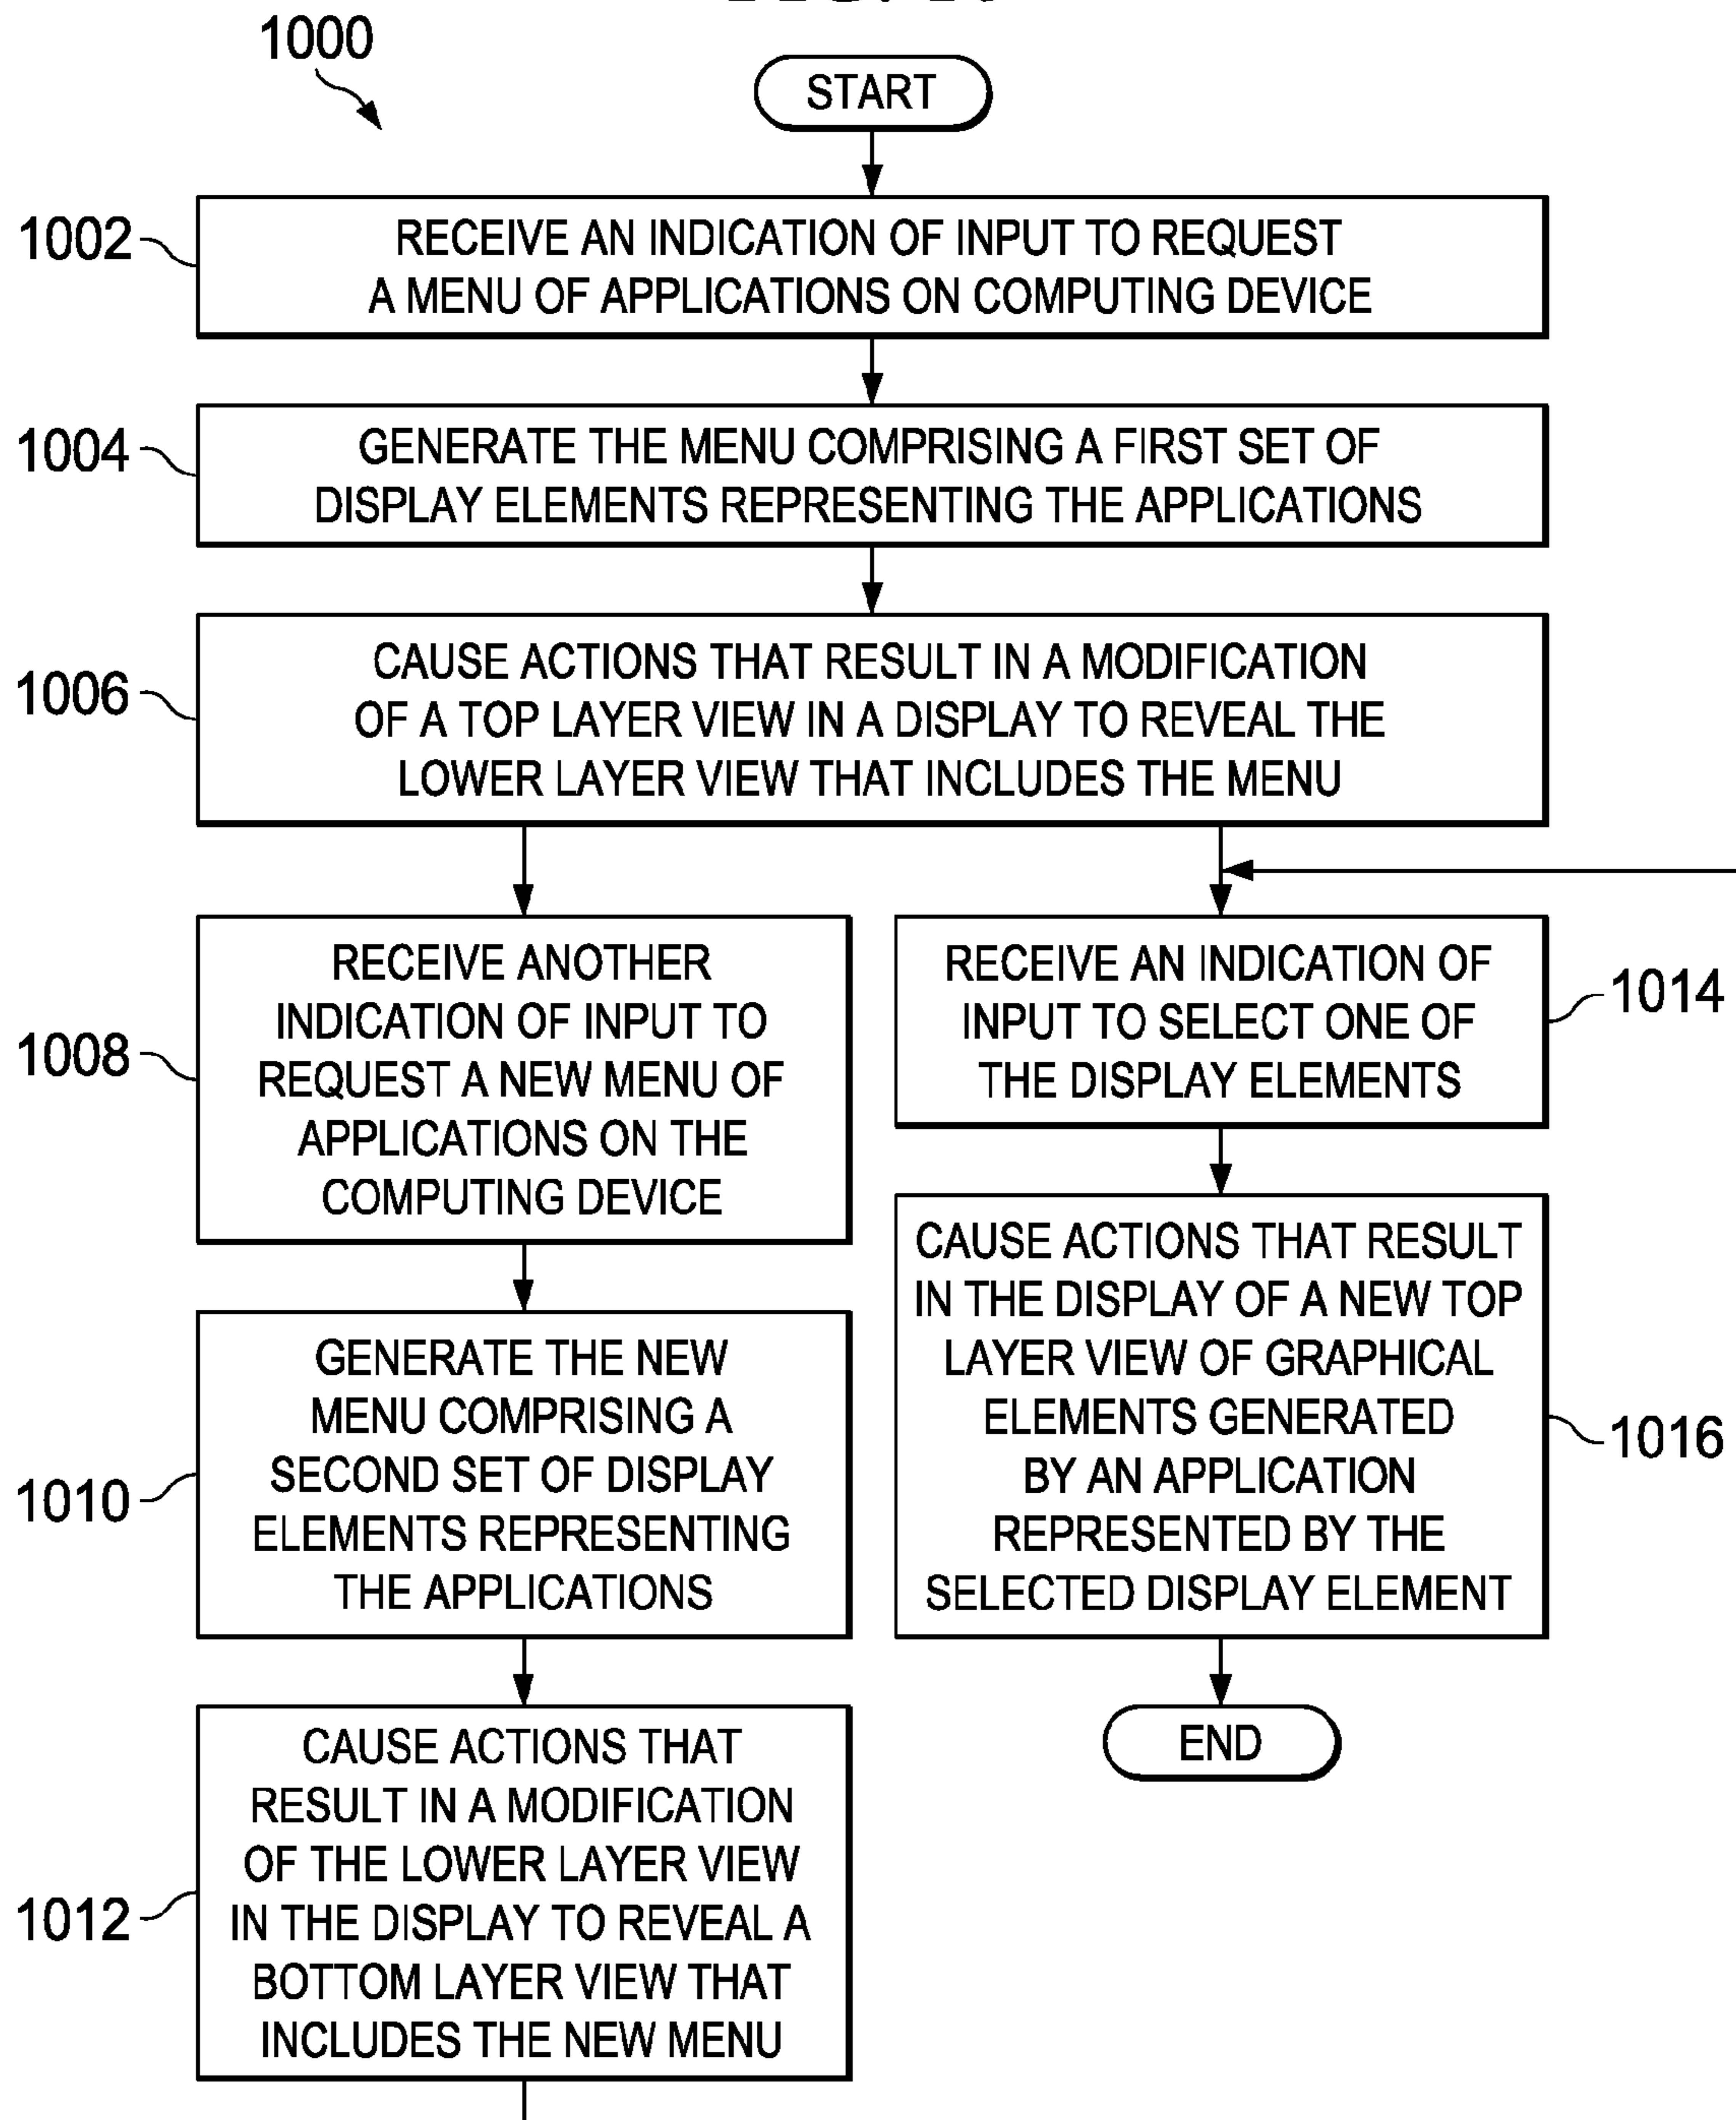 1000
START
1002
RECEIVE AN INDICATION OF INPUT TO REQUEST
A MENU OF APPLICATIONS ON COMPUTING DEVICE
1004
GENERATE THE MENU COMPRISING A FIRST SET OF
DISPLAY ELEMENTS REPRESENTING THE APPLICATIONS
1006
CAUSE ACTIONS THAT RESULT IN A MODIFICATION
OF A TOP LAYER VIEW IN A DISPLAY TO REVEAL THE
LOWER LAYER VIEW THAT INCLUDES THE MENU
1008
RECEIVE ANOTHER
INDICATION OF INPUT TO
REQUEST A NEW MENU OF
APPLICATIONS ON THE
COMPUTING DEVICE
1010
GENERATE THE NEW
MENU COMPRISING A
SECOND SET OF DISPLAY
ELEMENTS REPRESENTING
THE APPLICATIONS
1012
CAUSE ACTIONS THAT
RESULT IN A MODIFICATION
OF THE LOWER LAYER VIEW
IN THE DISPLAY TO REVEAL A
BOTTOM LAYER VIEW THAT
INCLUDES THE NEW MENU
RECEIVE AN INDICATION OF
INPUT TO SELECT ONE OF
THE DISPLAY ELEMENTS
1014
CAUSE ACTIONS THAT RESULT
IN THE DISPLAY OF A NEW TOP
LAYER VIEW OF GRAPHICAL
ELEMENTS GENERATED
BY AN APPLICATION
REPRESENTED BY THE
SELECTED DISPLAY ELEMENT
1016
END